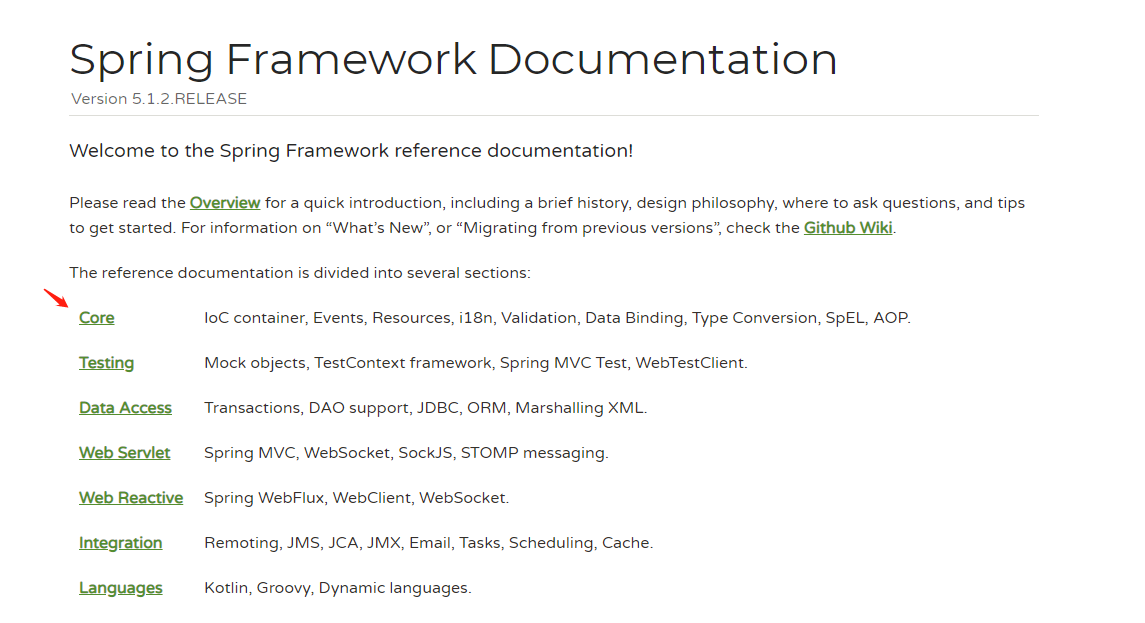 Spring Framework Documentation
Version 5.1.2.RELEASE
Welcome to the Spring Framework reference documentation!
Please read the Overview for a quick introduction, including a brief history, design philosophy, where to ask questions, and tips
to get started. For information on “What’s New”, or “Migrating from previous versions”, check the Github Wiki.
The reference documentation is divided into several sections:
Core IoC container, Events, Resources, i18n, Validation, Data Binding, Type Conversion, SpEL, AOP.
Testing Mock objects, TestContext framework, Spring MVC Test, WebTestClient.
Data Access Transactions, DAO support, JDBC, ORM, Marshalling XML.
Web Servlet Spring MVC, WebSocket, SockJS, STOMP messaging.
Web Reactive Spring WebFlux, WebClient, WebSocket.
Integration Remoting, JMS, JCA, JMX, Email, Tasks, Scheduling, Cache.
Languages Kotlin, Groovy, Dynamic languages.